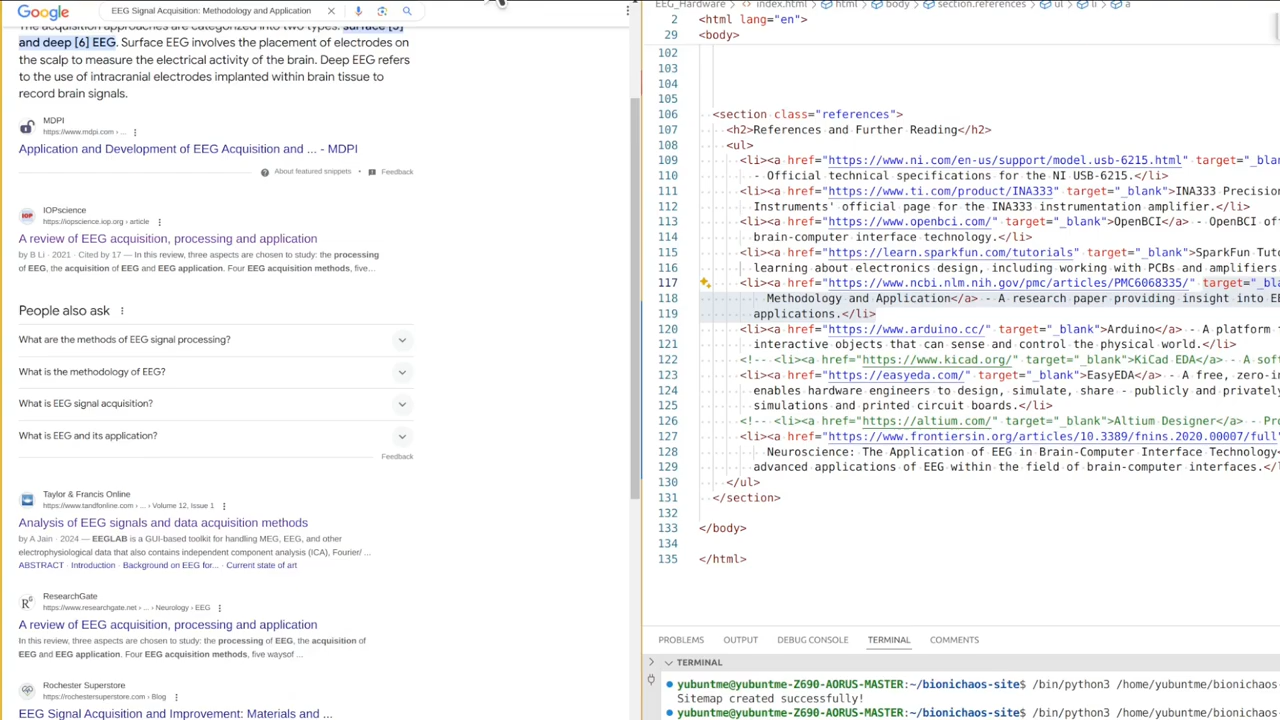 Google
EEG Signal Acquisition: Methodology and Application
The acquisition approaches are categorized into two types: surface [5]
and deep [6] EEG. Surface EEG involves the placement of electrodes on
the scalp to measure the electrical activity of the brain. Deep EEG refers
to the use of intracranial electrodes implanted within brain tissue to
record brain signals.
MDPI
https://www.mdpi.com › ...
Application and Development of EEG Acquisition and ... - MDPI
About featured snippets • Feedback
IOPscience
https://iopscience.iop.org › article
A review of EEG acquisition, processing and application
by B Li · 2021 · Cited by 17 — In this review, three aspects are chosen to study: the processing
of EEG, the acquisition of EEG and EEG application. Four EEG acquisition methods, five...
People also ask
What are the methods of EEG signal processing?
What is the methodology of EEG?
What is EEG signal acquisition?
What is EEG and its application?
Feedback
Taylor & Francis Online
https://www.tandfonline.com › ... › Volume 12, Issue 1
Analysis of EEG signals and data acquisition methods
by A Jain · 2024 — EEGLAB is a GUI-based toolkit for handling MEG, EEG, and other
electrophysiological data that also contains independent component analysis (ICA), Fourier/ ...
ABSTRACT · Introduction · Background on EEG for... · Current state of art
ResearchGate
https://www.researchgate.net › ... › Neurology › EEG
A review of EEG acquisition, processing and application
In this review, three aspects are chosen to study: the processing of EEG, the acquisition of
EEG and EEG application. Four EEG acquisition methods, five waysof ...
Rochester Superstore
https://rochestersuperstore.com › Blog
EEG Signal Acquisition and Improvement: Materials and ...
EEG_Hardware > index.html > html > body > section.references > ul > li > a
2 <html lang="en">
29 <body>
102
103
104
105
106 <section class="references">
107 <h2>References and Further Reading</h2>
108 <ul>
109 <li><a href="https://www.ni.com/en-us/support/model.usb-6215.html" target="_blan
110 - Official technical specifications for the NI USB-6215.</li>
111 <li><a href="https://www.ti.com/product/INA333" target="_blank">INA333 Precision
112 Instruments' official page for the INA333 instrumentation amplifier.</li>
113 <li><a href="https://www.openbci.com/" target="_blank">OpenBCI</a> - OpenBCI of
114 brain-computer interface technology.</li>
115 <li><a href="https://learn.sparkfun.com/tutorials" target="_blank">SparkFun Tut
116 learning about electronics design, including working with PCBs and amplifiers
117 <li><a href="https://www.ncbi.nlm.nih.gov/pmc/articles/PMC6068335/" target="_bl
118 Methodology and Application</a> - A research paper providing insight into EE
119 applications.</li>
120 <li><a href="https://www.arduino.cc/" target="_blank">Arduino</a> - A platform
121 interactive objects that can sense and control the physical world.</li>
122 <!-- <li><a href="https://www.kicad.org/" target="_blank">KiCad EDA</a> - A sof
123 <li><a href="https://easyeda.com/" target="_blank">EasyEDA</a> - A free, zero-i
124 enables hardware engineers to design, simulate, share - publicly and privately
125 simulations and printed circuit boards.</li>
126 <!-- <li><a href="https://altium.com/" target="_blank">Altium Designer</a> - Pr
127 <li><a href="https://www.frontiersin.org/articles/10.3389/fnins.2020.00007/full"
128 Neuroscience: The Application of EEG in Brain-Computer Interface Technology<
129 advanced applications of EEG within the field of brain-computer interfaces.</
130 </ul>
131 </section>
132
133 </body>
134
135 </html>
PROBLEMS OUTPUT DEBUG CONSOLE TERMINAL COMMENTS
TERMINAL
yubuntme@yubuntme-Z690-AORUS-MASTER:~/bionichaos-site$ /bin/python3 /home/yubuntme/bionichaos-
Sitemap created successfully!
yubuntme@yubuntme-Z690-AORUS-MASTER:~/bionichaos-site$ /bin/python3 /home/yubuntme/bionichaos-